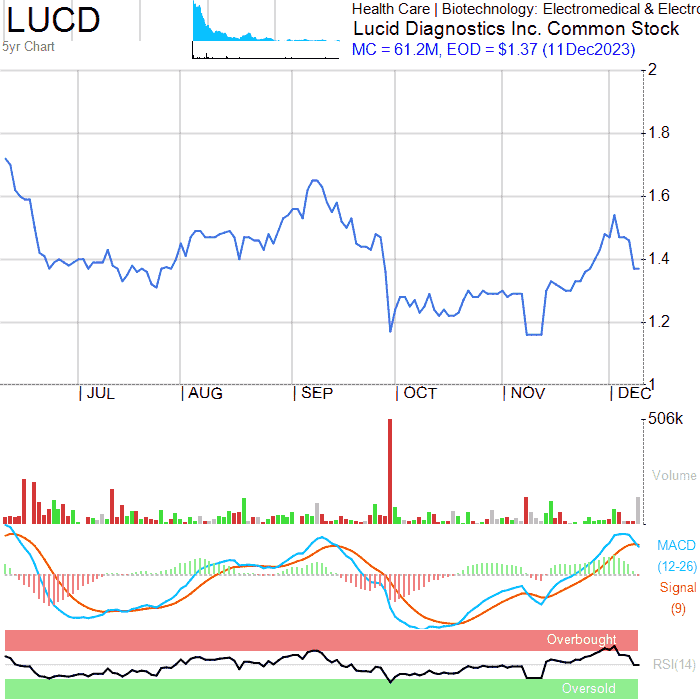 LUCD
5yr Chart
Health Care | Biotechnology: Electromedical & Electro
Lucid Diagnostics Inc. Common Stock
MC = 61.2M, EOD = $1.37 (11Dec2023)
2
1.8
1.6
1.4
1.2
1
| JUL | AUG | SEP | OCT | NOV | DEC
506k
Volume
MACD
(12-26)
Signal
(9)
Overbought
RSI(14)
Oversold